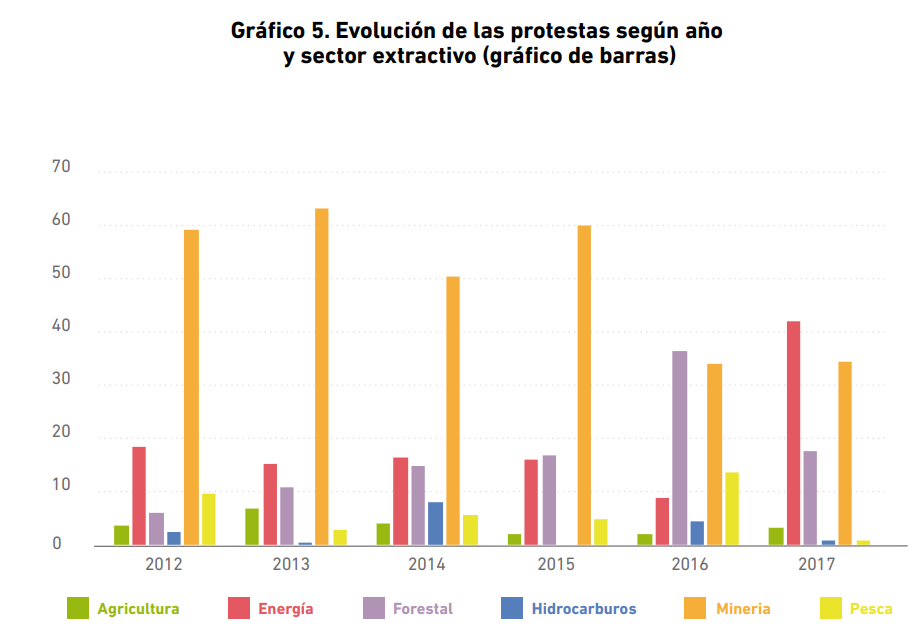 Gráfico 5. Evolución de las protestas según año
y sector extractivo (gráfico de barras)
70
60
50
40
30
20
10
0
2012 2013 2014 2015 2016 2017
Agricultura Energía Forestal Hidrocarburos Mineria Pesca